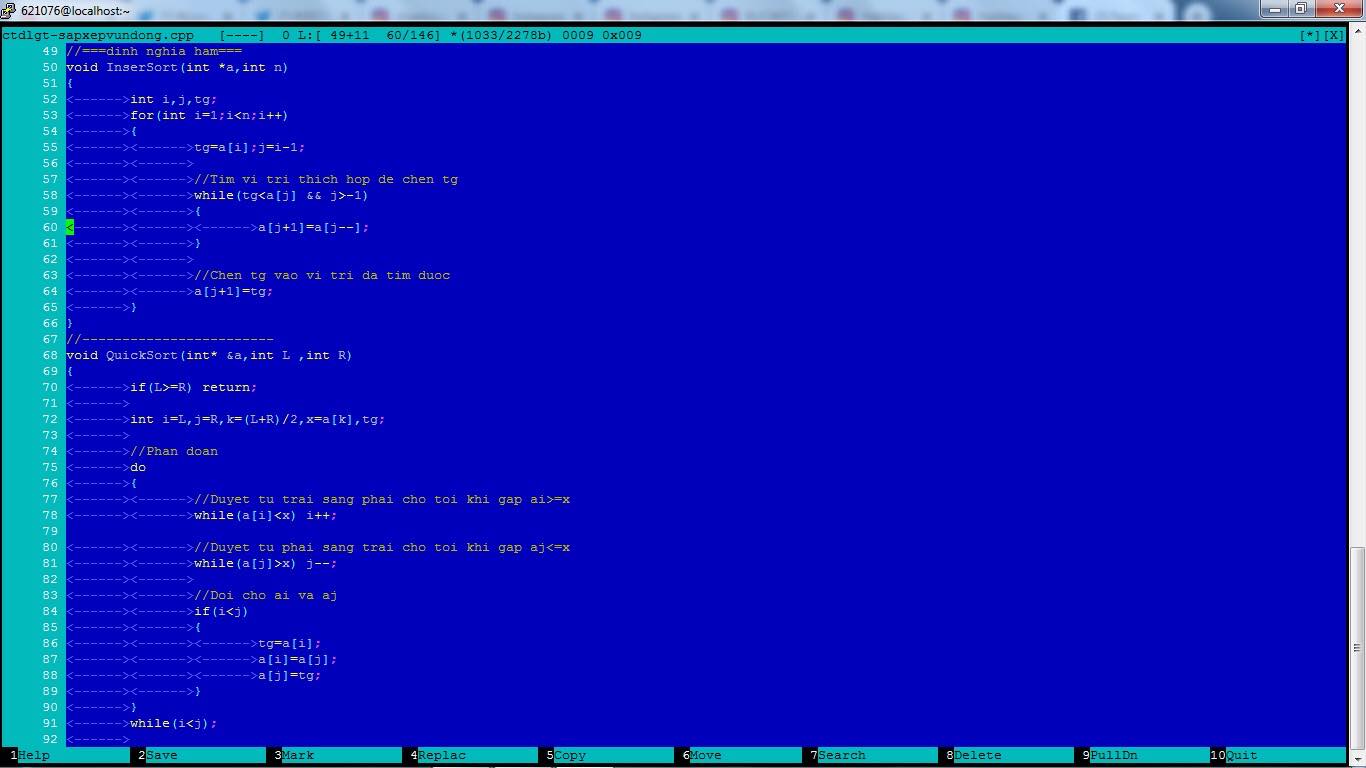 621076@localhost:~
ctdlgt-sapxepvundong.cpp   [----]  0 L:[ 49+11  60/146] *(1033/2278b) 0009 0x009   [*][X]
49 //===dinh nghia ham===
50 void InserSort(int *a,int n)
51 {
52 <------>int i,j,tg;
53 <------>for(int i=1;i<n;i++)
54 <------>{
55 <------><------>tg=a[i];j=i-1;
56 <------><------>
57 <------><------>//Tim vi tri thich hop de chen tg
58 <------><------>while(tg<a[j] && j>-1)
59 <------><------>{
60 <------><------><------>a[j+1]=a[j--];
61 <------><------>}
62 <------><------>
63 <------><------>//Chen tg vao vi tri da tim duoc
64 <------><------>a[j+1]=tg;
65 <------>}
66 }
67 //------------------------
68 void QuickSort(int* &a,int L ,int R)
69 {
70 <------>if(L>=R) return;
71 <------>
72 <------>int i=L,j=R,k=(L+R)/2,x=a[k],tg;
73 <------>
74 <------>//Phan doan
75 <------>do
76 <------>{
77 <------><------>//Duyet tu trai sang phai cho toi khi gap ai>=x
78 <------><------>while(a[i]<x) i++;
79
80 <------><------>//Duyet tu phai sang trai cho toi khi gap aj<=x
81 <------><------>while(a[j]>x) j--;
82 <------><------>
83 <------><------>//Doi cho ai va aj
84 <------><------>if(i<j)
85 <------><------>{
86 <------><------><------>tg=a[i];
87 <------><------><------>a[i]=a[j];
88 <------><------><------>a[j]=tg;
89 <------><------>}
90 <------>}
91 <------>while(i<j);
92 <------>
1Help 2Save 3Mark 4Replac 5Copy 6Move 7Search 8Delete 9PullDn 10Quit